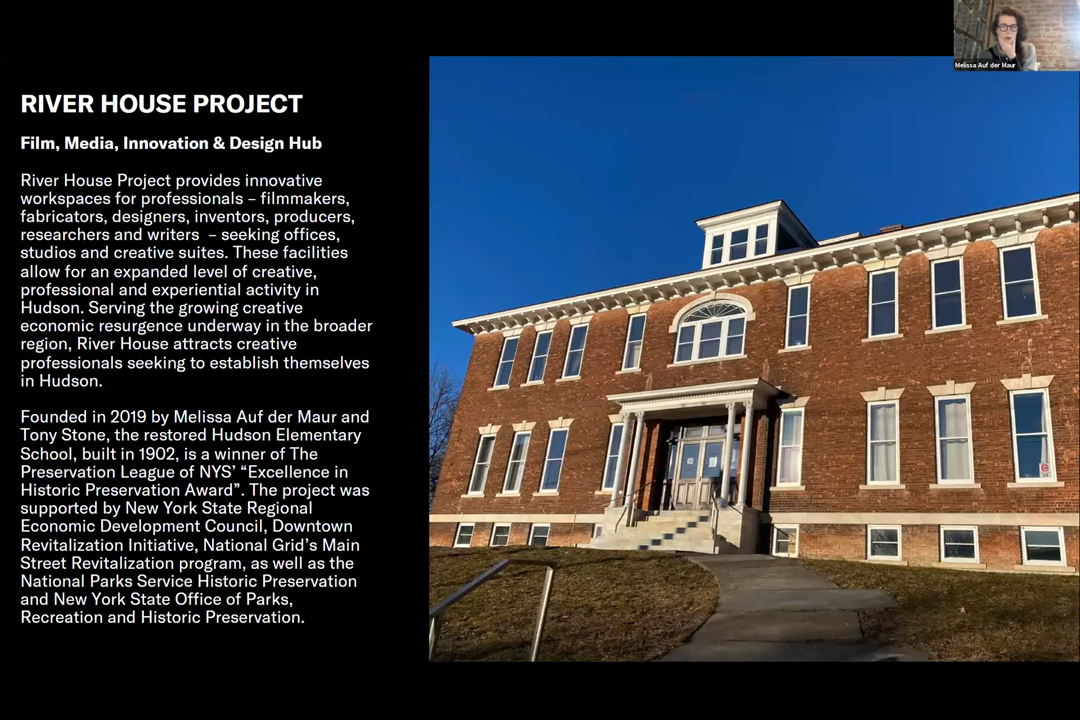 Melissa Auf der Maur
RIVER HOUSE PROJECT
Film, Media, Innovation & Design Hub
River House Project provides innovative
workspaces for professionals – filmmakers,
fabricators, designers, inventors, producers,
researchers and writers  – seeking offices,
studios and creative suites. These facilities
allow for an expanded level of creative,
professional and experiential activity in
Hudson. Serving the growing creative
economic resurgence underway in the broader
region, River House attracts creative
professionals seeking to establish themselves
in Hudson.
Founded in 2019 by Melissa Auf der Maur and
Tony Stone, the restored Hudson Elementary
School, built in 1902, is a winner of The
Preservation League of NYS’ “Excellence in
Historic Preservation Award”. The project was
supported by New York State Regional
Economic Development Council, Downtown
Revitalization Initiative, National Grid’s Main
Street Revitalization program, as well as the
National Parks Service Historic Preservation
and New York State Office of Parks,
Recreation and Historic Preservation.